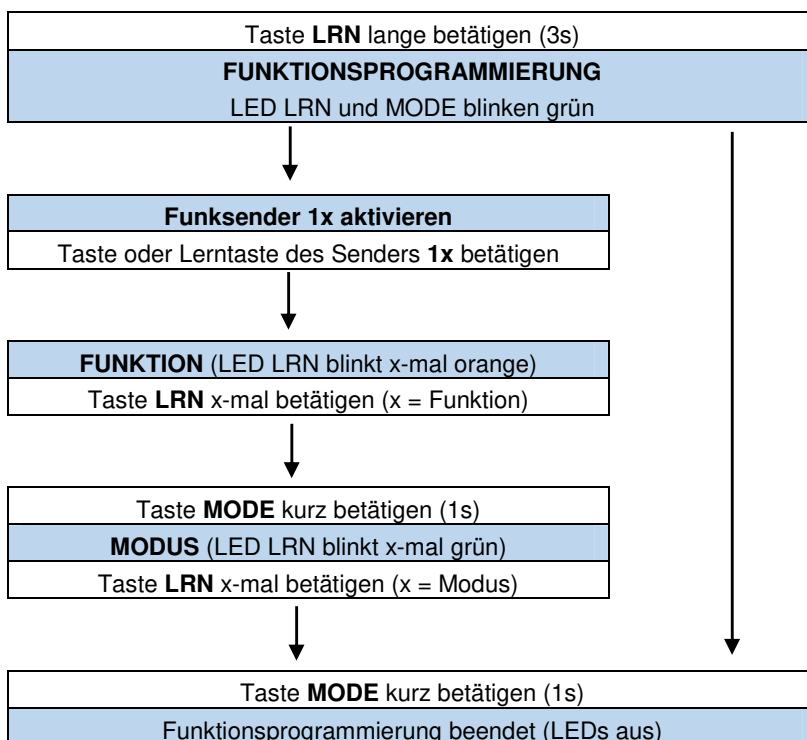 Taste LRN lange betätigen (3s)
FUNKTIONSPROGRAMMIERUNG
LED LRN und MODE blinken grün
Funksender 1x aktivieren
Taste oder Lerntaste des Senders 1x betätigen
FUNKTION (LED LRN blinkt x-mal orange)
Taste LRN x-mal betätigen (x = Funktion)
Taste MODE kurz betätigen (1s)
MODUS (LED LRN blinkt x-mal grün)
Taste LRN x-mal betätigen (x = Modus)
Taste MODE kurz betätigen (1s)
Funktionsprogrammierung beendet (LEDs aus)